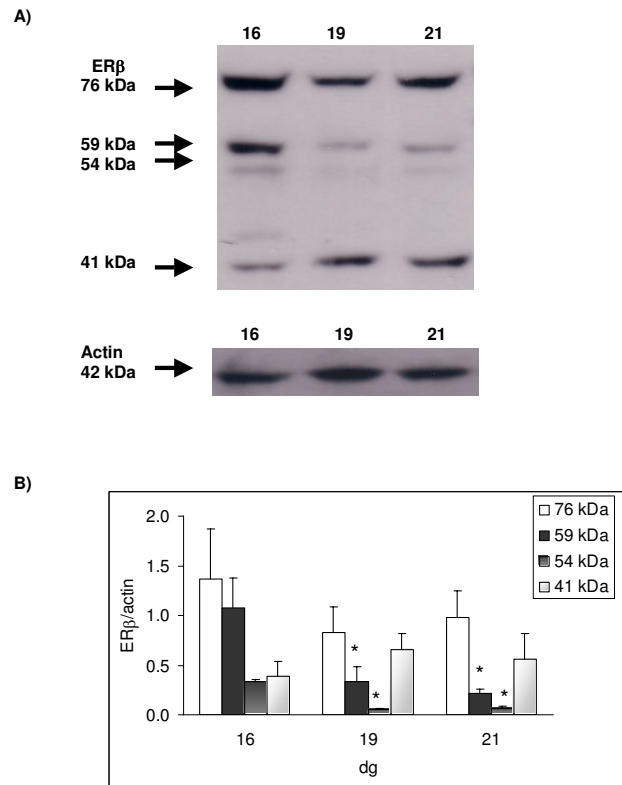 A)
16 19 21
ERβ
76 kDa
59 kDa
54 kDa
41 kDa
16 19 21
Actin
42 kDa
B)
76 kDa
59 kDa
54 kDa
41 kDa
2.0
1.5
1.0
0.5
0.0
ERβ/actin
* *
* *
16 19 21
dg